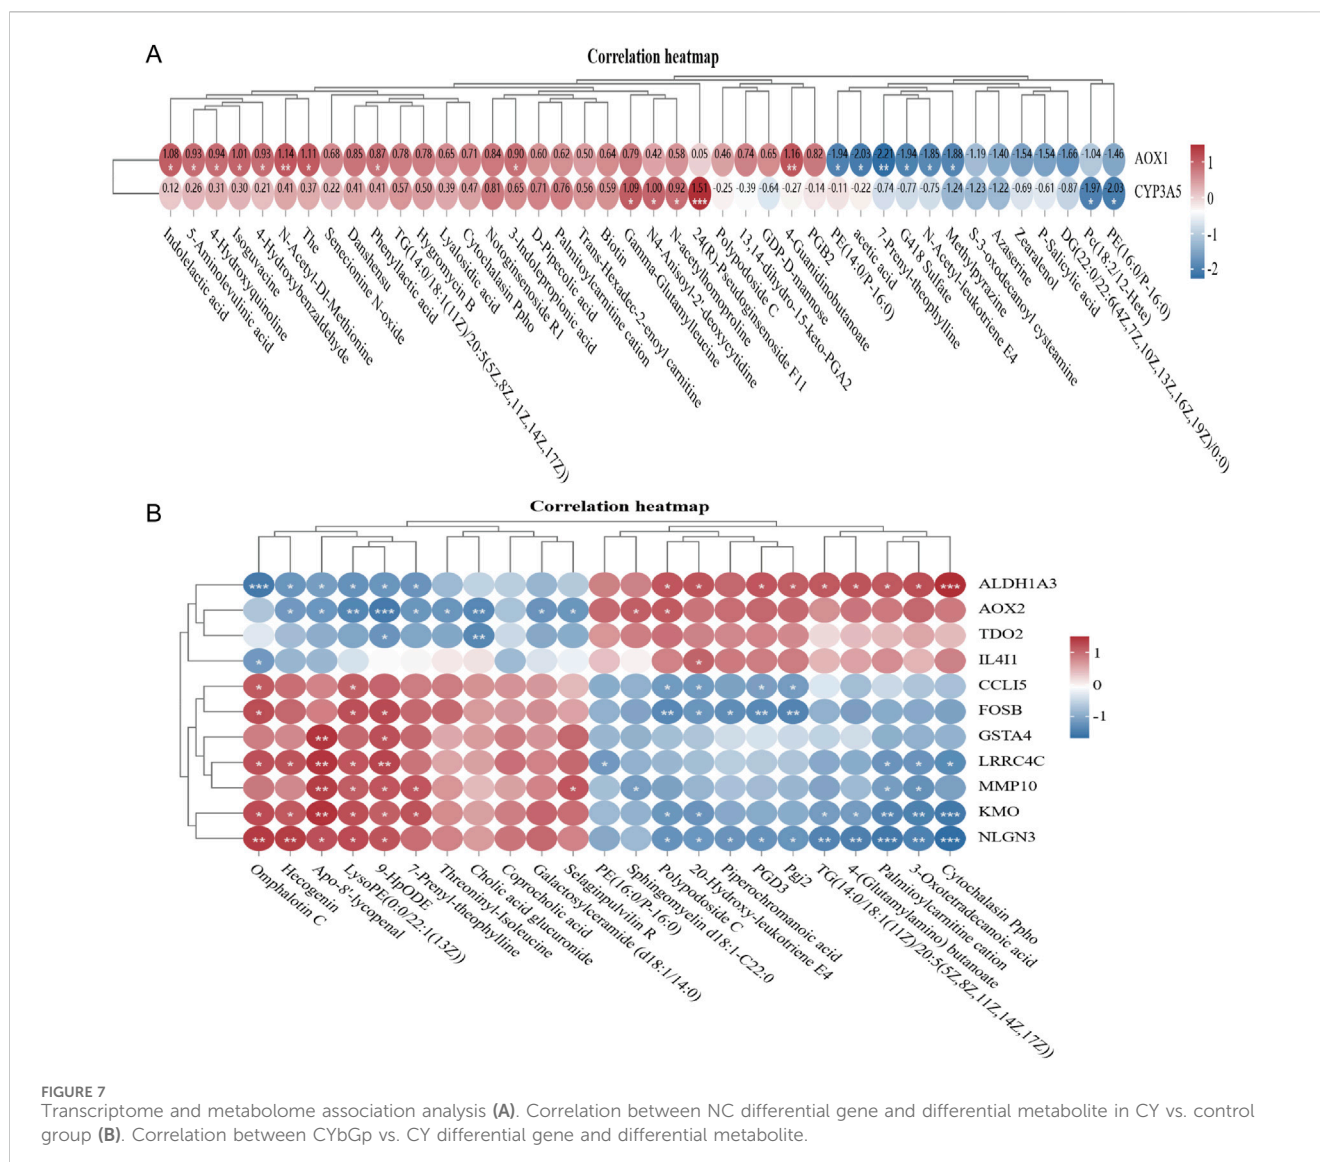 A
Correlation heatmap
1.08 0.93 0.94 1.01 0.93 1.14 1.11 0.68 0.85 0.87 0.78 0.78 0.65 0.71 0.84 0.90 0.60 0.62 0.50 0.64 0.79 0.42 0.58 0.05 0.46 0.74 0.65 1.16 0.82 -1.94 -2.03 -2.21 -1.94 -1.85 -1.88 -1.19 -1.40 -1.54 -1.54 -1.66 -1.04 -1.46 AOX1
* * * * * ** * * * ** * * ** * * *
0.12 0.26 0.31 0.30 0.21 0.41 0.37 0.22 0.41 0.41 0.57 0.50 0.39 0.47 0.81 0.65 0.71 0.76 0.56 0.59 1.09 1.00 0.92 1.51 -0.25 -0.39 -0.64 -0.27 -0.14 -0.11 -0.22 -0.74 -0.77 -0.75 -1.24 -1.23 -1.22 -0.69 -0.61 -0.87 -1.97 -2.03 CYP3A5
* * * *** * *
1
0
-1
-2
Indolelactic acid
5-Aminolevulinic acid
4-Hydroxyquinoline
Isoguvacine
4-Hydroxybenzaldehyde
N-Acetyl-Dl-Methionine
The
Senecionine N-oxide
Danshensu
Phenyllactic acid
TG(14:0/18:1(11Z)/20:5(5Z,8Z,11Z,14Z,17Z))
Hygromycin B
Lyaloside acid
Cytochalasin Ppho
Notoginsenoside R1
3-Indolepropionic acid
D-Pipecolic acid
Palmitoylcarnitine cation
Trans-Hexadec-2-enoyl carnitine
Biotin
Gamma-Glutamylleucine
N4-Anisoyl-2'-deoxycytidine
N-acetylhomoproline
24(R)-Pseudoginsenoside F11
Polypodoside C
13,14-dihydro-15-keto-PGA2
GDP-D-mannose
4-Guanidinobutanoate
PGB2
PE(14:0/P-16:0)
acetic acid
7-Prenyl-theophylline
G418 Sulfate
N-Acetyl-leukotriene E4
Methylpyrazine
S-3-oxodecanoyl cysteamine
Azaserine
Zearalenol
P-Salicylic acid
DG(22:0/22:6(4Z,7Z,10Z,13Z,16Z,19Z)/0:0)
Pc(18:2/12-Hete)
PE(16:0/P-16:0)
B
Correlation heatmap
*** * * * * * * * * * * * * * *** ALDH1A3
* * ** *** * * ** * * * * AOX2
* ** TDO2
* * IL4I1
* * * * * * CCLI5
* * * ** * * ** ** FOSB
** * GSTA4
* * ** * ** * * * * LRRC4C
** * * * * * * * MMP10
* * ** * * * * * * * ** ** *** KMO
** ** * * * * * * * * ** ** *** ** *** NLGN3
1
0
-1
Omphalotin C
Hecogenin
Apo-8'-lycopenal
LysoPE(0:0/22:1(13Z))
9-HpODE
7-Prenyl-theophylline
Threoninyl-Isoleucine
Cholic acid glucuronide
Coprocholic acid
Galactosylceramide (d18:1/14:0)
Selaginpulvilin R
PE(16:0/P-16:0)
Sphingomyelin d18:1-C22:0
Polypodoside C
20-Hydroxy-leukotriene E4
Piperochromanoic acid
PGD3
Pgj2
TG(14:0/18:1(11Z)/20:5(5Z,8Z,11Z,14Z,17Z))
4-(Glutamylamino) butanoate
Palmitoylcarnitine cation
3-Oxotetradecanoic acid
Cytochalasin Ppho
FIGURE 7
Transcriptome and metabolome association analysis (A). Correlation between NC differential gene and differential metabolite in CY vs. control
group (B). Correlation between CYbGp vs. CY differential gene and differential metabolite.